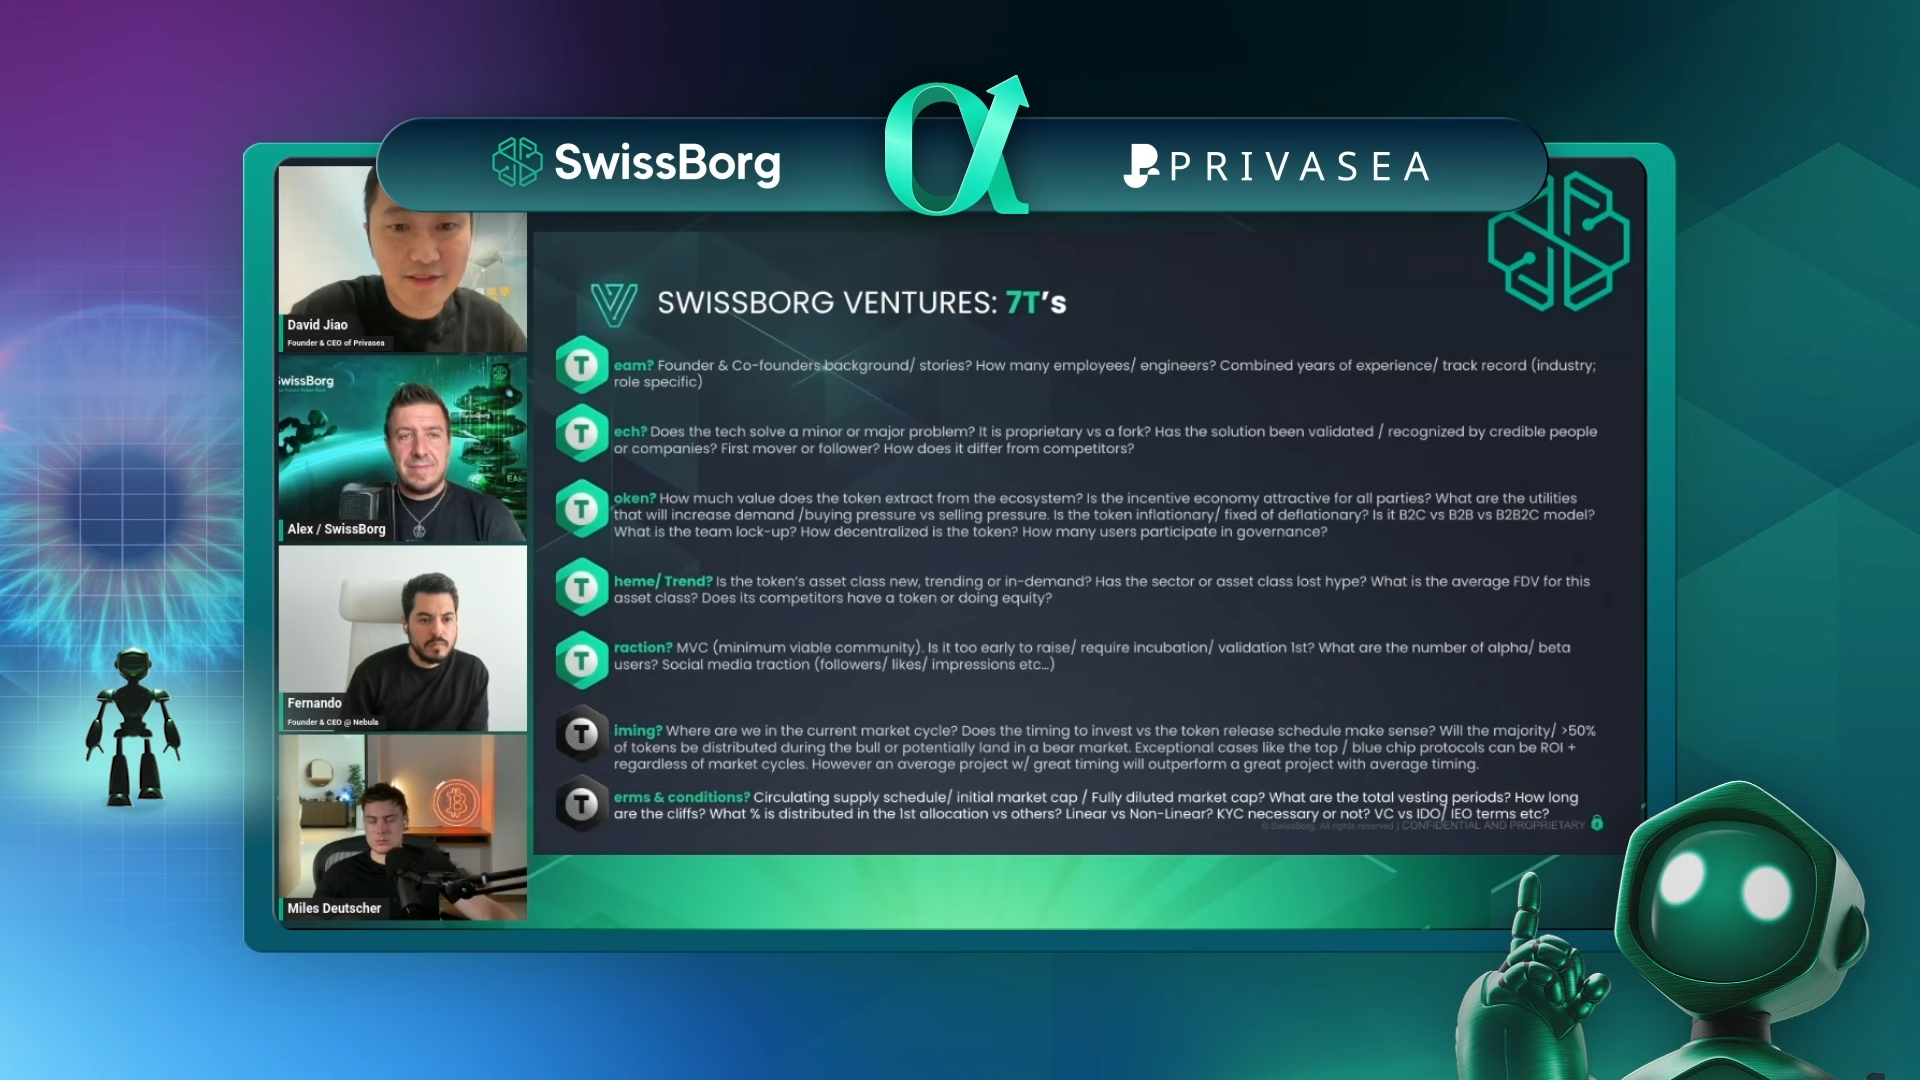 SwissBorg
PRIVASEA
David Jiao
Founder & CEO of Privasea
SwissBorg
Alex / SwissBorg
Fernando
Founder & CEO @ Nebula
Miles Deutscher
SWISSBORG VENTURES: 7T's
Team? Founder & Co-founders background/ stories? How many employees/ engineers? Combined years of experience/ track record (industry;
role specific)
Tech? Does the tech solve a minor or major problem? It is proprietary vs a fork? Has the solution been validated / recognized by credible people
or companies? First mover or follower? How does it differ from competitors?
Token? How much value does the token extract from the ecosystem? Is the incentive economy attractive for all parties? What are the utilities
that will increase demand /buying pressure vs selling pressure. Is the token inflationary/ fixed of deflationary? Is it B2C vs B2B vs B2B2C model?
What is the team lock-up? How decentralized is the token? How many users participate in governance?
Theme/ Trend? Is the token's asset class new, trending or in-demand? Has the sector or asset class lost hype? What is the average FDV for this
asset class? Does its competitors have a token or doing equity?
Traction? MVC (minimum viable community). Is it too early to raise/ require incubation/ validation 1st? What are the number of alpha/ beta
users? Social media traction (followers/ likes/ impressions etc...)
Timing? Where are we in the current market cycle? Does the timing to invest vs the token release schedule make sense? Will the majority/ >50%
of tokens be distributed during the bull or potentially land in a bear market. Exceptional cases like the top / blue chip protocols can be ROI +
regardless of market cycles. However an average project w/ great timing will outperform a great project with average timing.
Terms & conditions? Circulating supply schedule/ initial market cap / Fully diluted market cap? What are the total vesting periods? How long
are the cliffs? What % is distributed in the 1st allocation vs others? Linear vs Non-Linear? KYC necessary or not? VC vs IDO/ IEO terms etc?
© SwissBorg, All rights reserved | CONFIDENTIAL AND PROPRIETARY